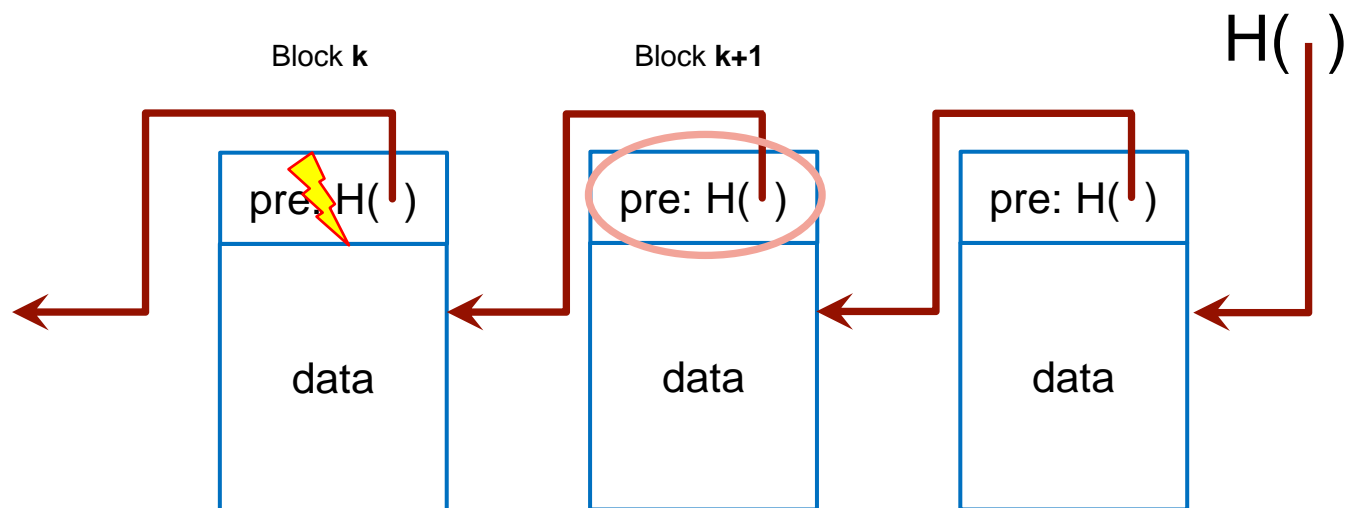 H( )
Block k
Block k+1
pre: H( )
pre: H( )
pre: H( )
data
data
data